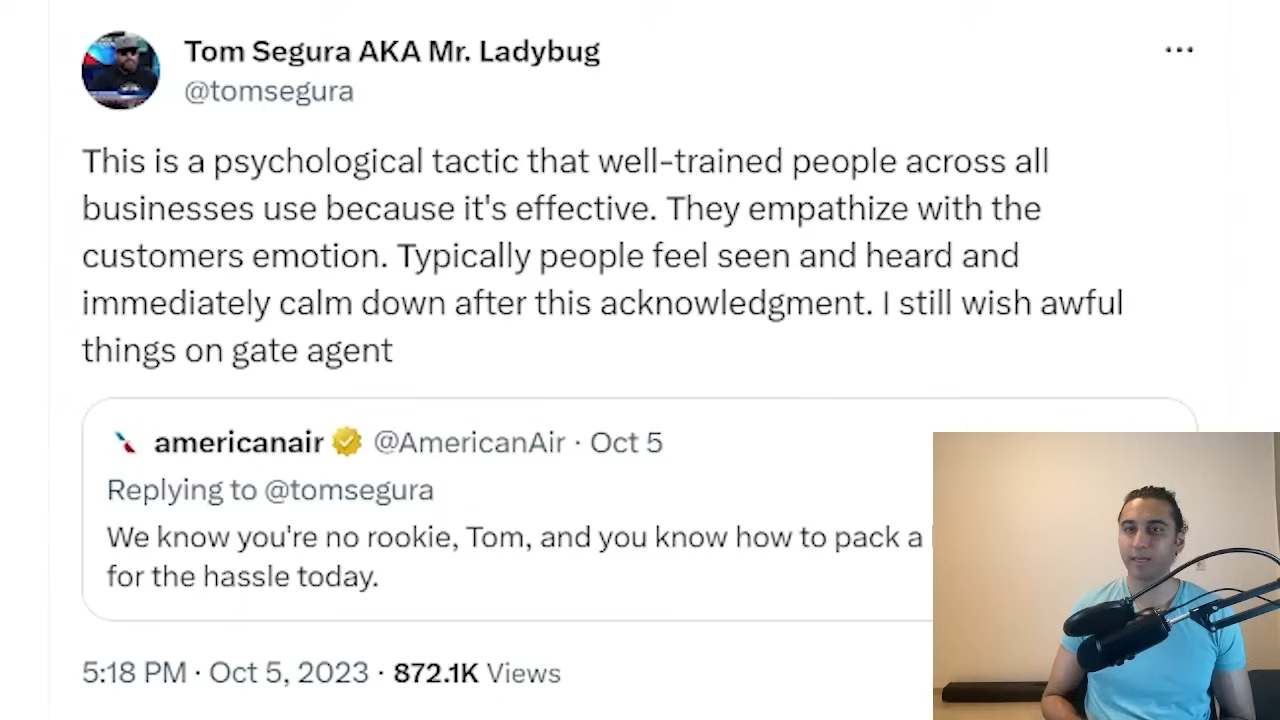 Tom Segura AKA Mr. Ladybug
@tomsegura
This is a psychological tactic that well-trained people across all
businesses use because it's effective. They empathize with the
customers emotion. Typically people feel seen and heard and
immediately calm down after this acknowledgment. I still wish awful
things on gate agent
americanair @AmericanAir · Oct 5
Replying to @tomsegura
We know you're no rookie, Tom, and you know how to pack a
for the hassle today.
5:18 PM · Oct 5, 2023 · 872.1K Views